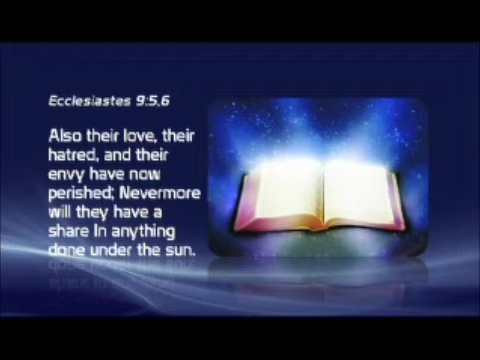 Ecclesiastes 9:5,6
Also their love, their
hatred, and their
envy have now
perished; Nevermore
will they have a
share In anything
done under the sun.